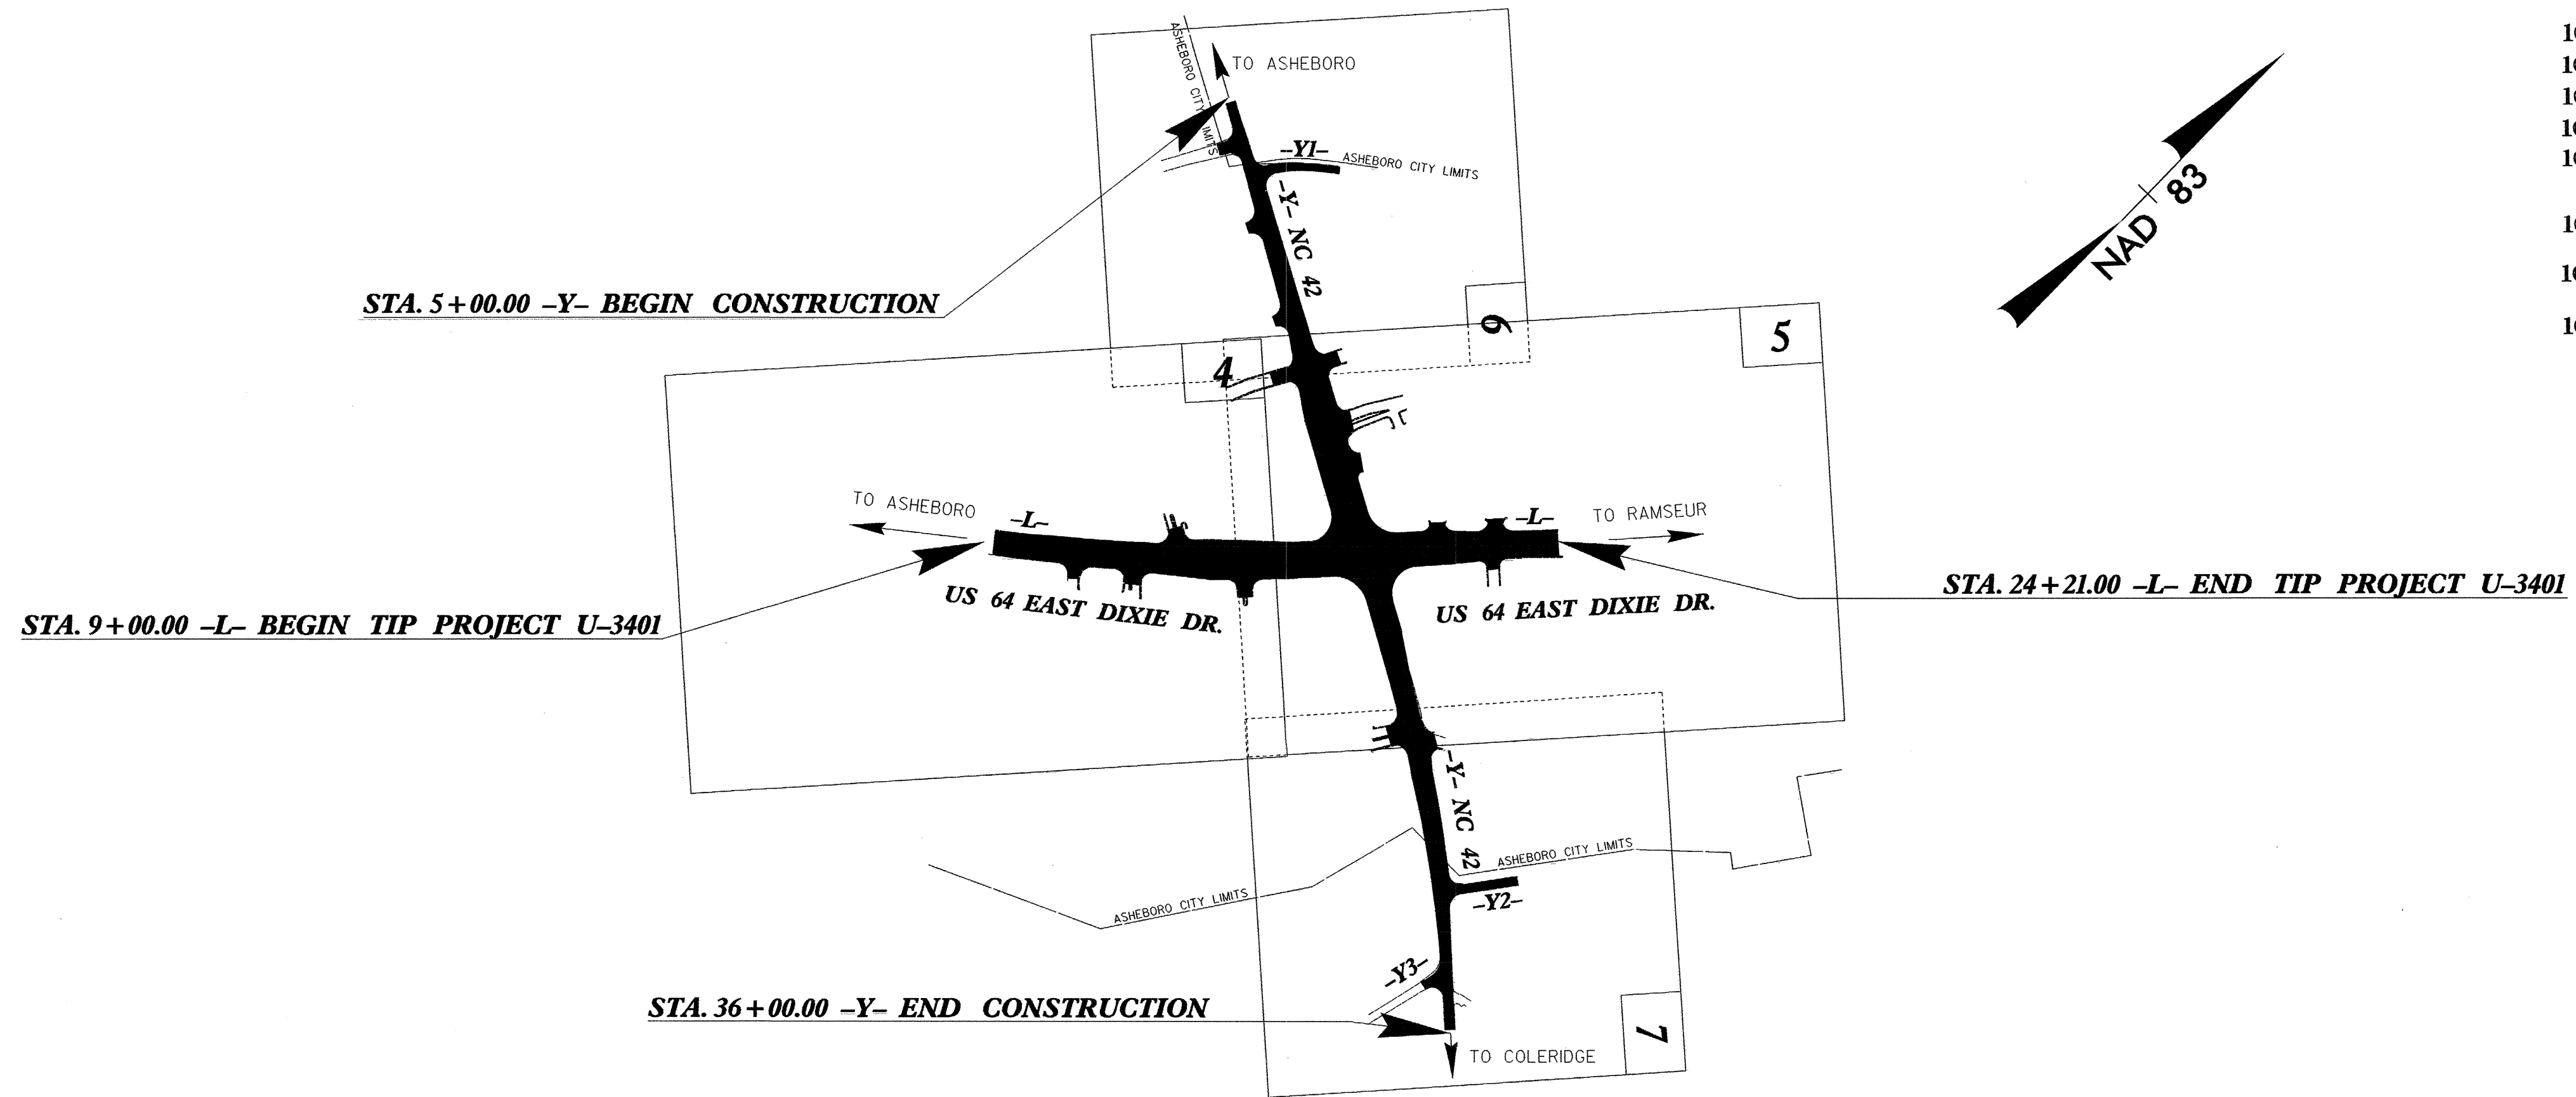 ASHEBORO CITY LIMITS
TO ASHEBORO
-Y1-
ASHEBORO CITY LIMITS
-Y- NC 42
NAD 83
STA. 5+00.00 -Y- BEGIN CONSTRUCTION
6
5
4
TO ASHEBORO
-L-
-L-
TO RAMSEUR
US 64 EAST DIXIE DR.
US 64 EAST DIXIE DR.
STA. 24+21.00 -L- END TIP PROJECT U-3401
STA. 9+00.00 -L- BEGIN TIP PROJECT U-3401
-Y- NC 42
ASHEBORO CITY LIMITS
ASHEBORO CITY LIMITS
-Y2-
-Y3-
STA. 36+00.00 -Y- END CONSTRUCTION
7
TO COLERIDGE